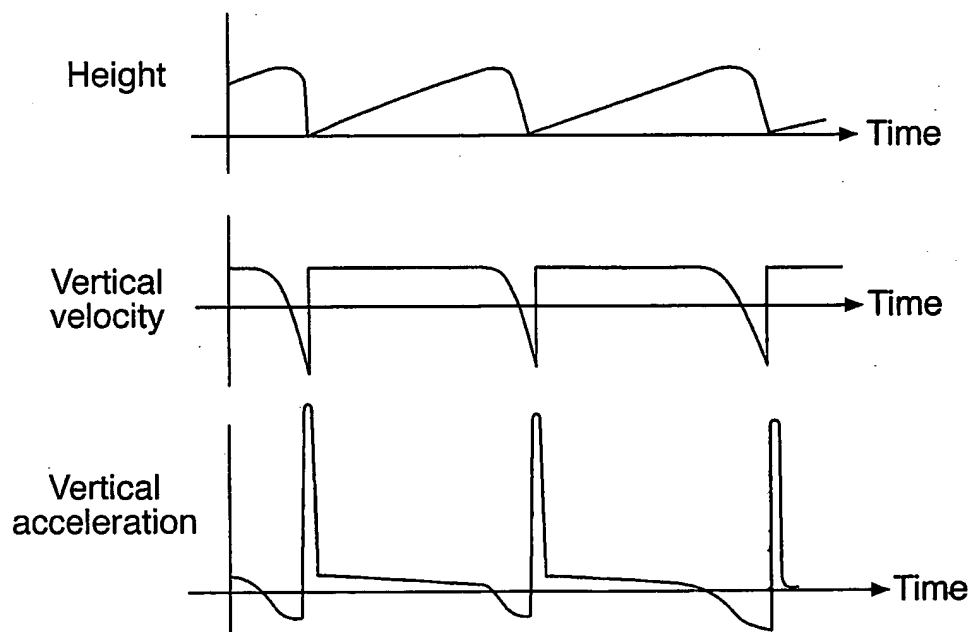 Height
Time
Vertical
velocity
Time
Vertical
acceleration
Time